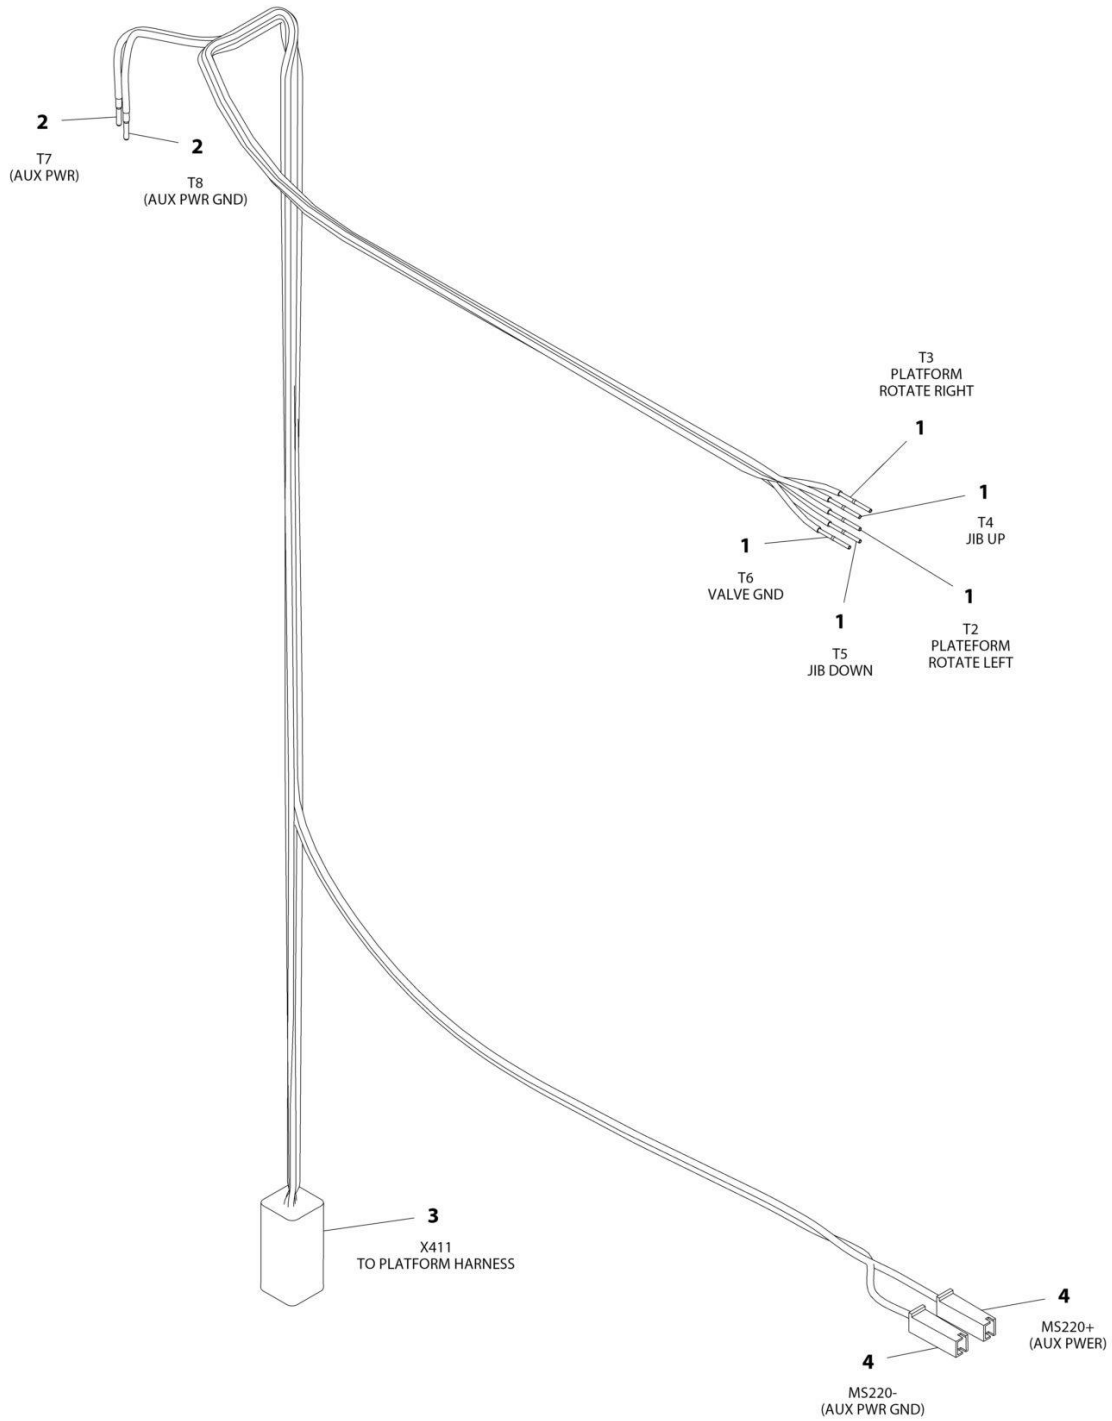 2
T7
(AUX PWR)
2
T8
(AUX PWR GND)
T3
PLATFORM
ROTATE RIGHT
1
1
T4
JIB UP
1
T6
VALVE GND
1
T5
JIB DOWN
1
T2
PLATEFORM
ROTATE LEFT
3
X411
TO PLATFORM HARNESS
4
MS220+
(AUX PWER)
4
MS220-
(AUX PWR GND)